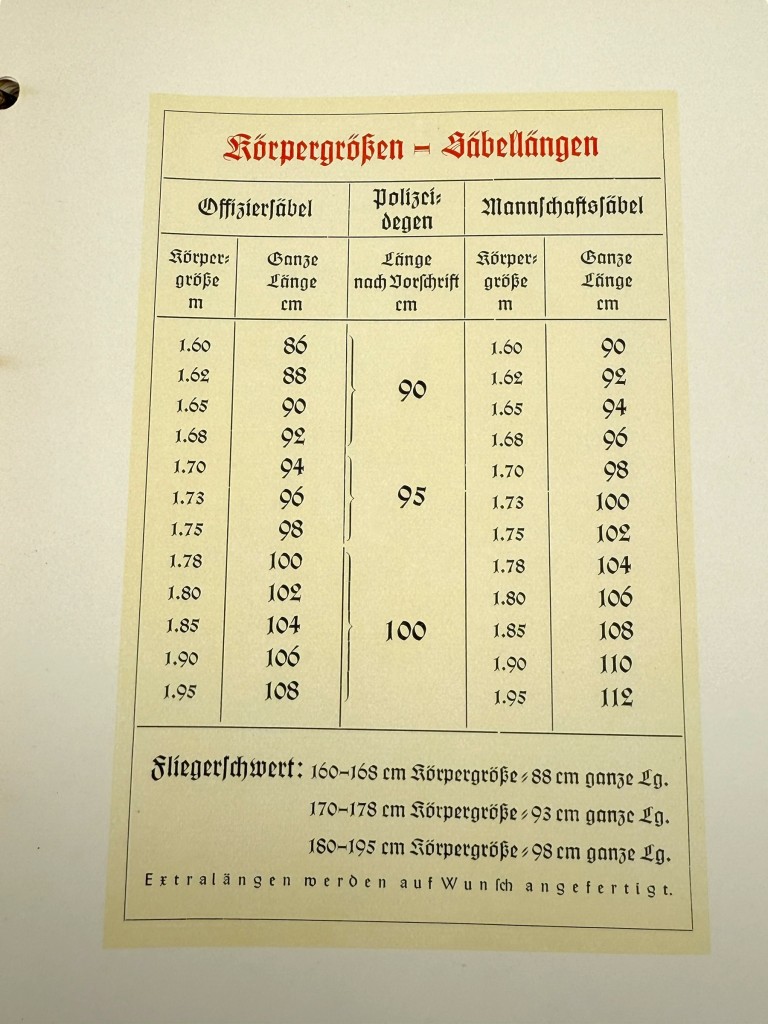 Körpergrößen – Säbellängen
Offiziersäbel Polizei- Mannschaftssäbel
degen
Körper- Ganze Länge Körper- Ganze
größe Länge nach Vorschrift größe Länge
m cm cm m cm
1.60 86 1.60 90
1.62 88 90 1.62 92
1.65 90 1.65 94
1.68 92 1.68 96
1.70 94 1.70 98
1.73 96 95 1.73 100
1.75 98 1.75 102
1.78 100 1.78 104
1.80 102 1.80 106
1.85 104 100 1.85 108
1.90 106 1.90 110
1.95 108 1.95 112
Fliegerschwert: 160–168 cm Körpergröße = 88 cm ganze Lg.
170–178 cm Körpergröße = 93 cm ganze Lg.
180–195 cm Körpergröße = 98 cm ganze Lg.
Extralängen werden auf Wunsch angefertigt.